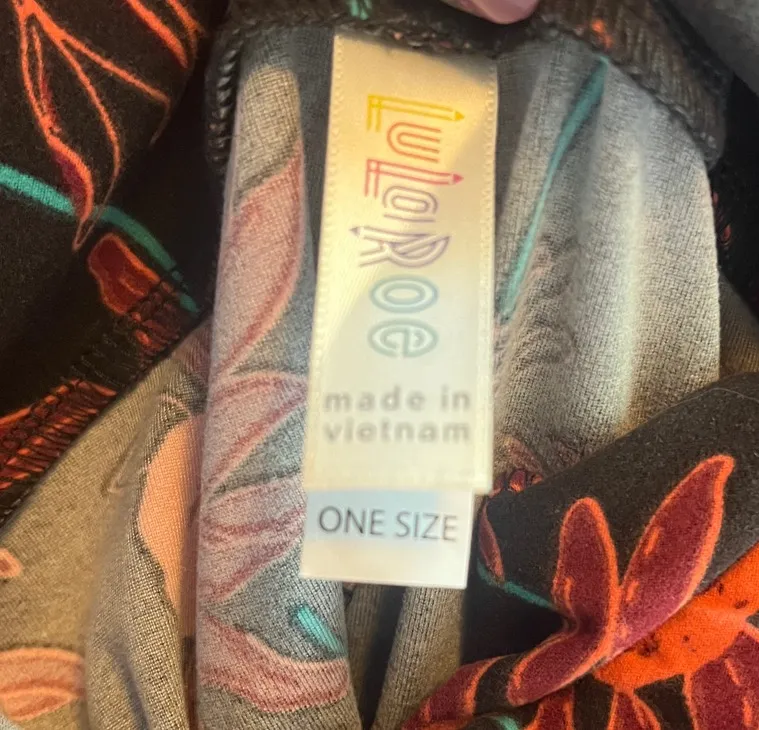 LuLaRoe
made in
vietnam
ONE SIZE